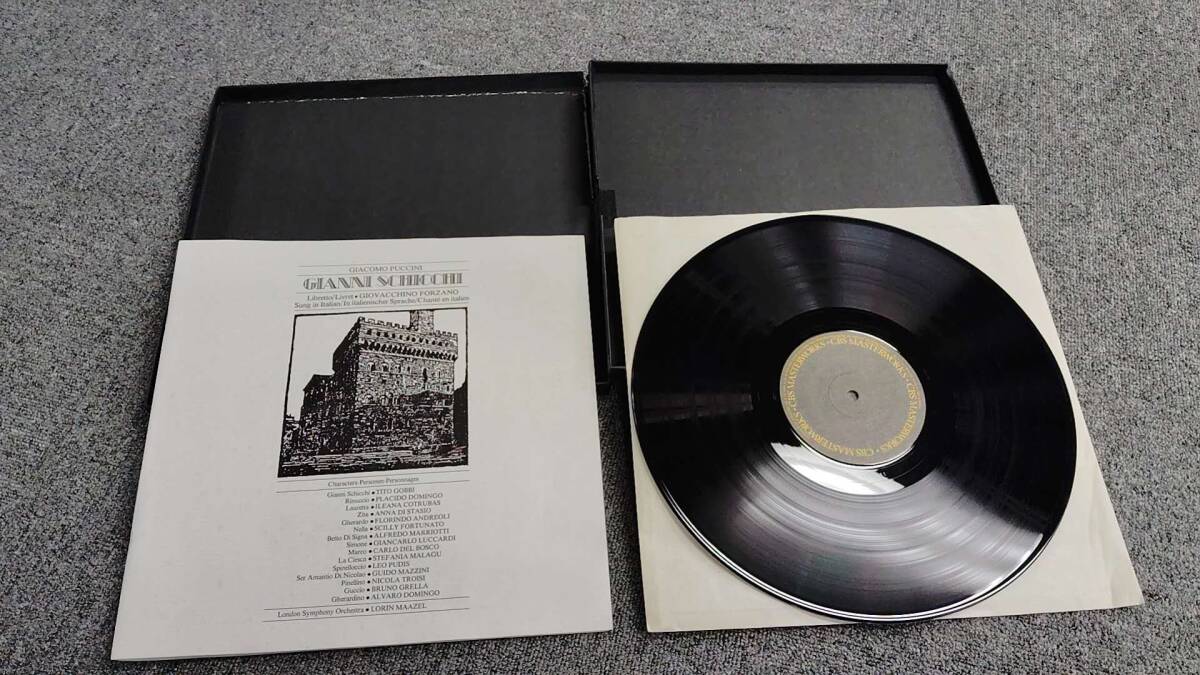 GIACOMO PUCCINI
GIANNI SCHICCHI
Libretto/Livret • GIOVACCHINO FORZANO
Sung in Italian/In italienischer Sprache/Chanté en italien
Characters-Personen-Personnages
Gianni Schicchi • TITO GOBBI
Rinuccio • PLACIDO DOMINGO
Lauretta • ILEANA COTRUBAS
Zita • ANNA DI STASIO
Gherardo • FLORINDO ANDREOLI
Nella • SCILLY FORTUNATO
Betto Di Signa • ALFREDO MARRIOTTI
Simone • GIANCARLO LUCCARDI
Marco • CARLO DEL BOSCO
La Ciesca • STEFANIA MALAGU
Spinelloccio • LEO PUDIS
Ser Amantio Di Nicolao • GUIDO MAZZINI
Pinellino • NICOLA TROISI
Guccio • BRUNO GRELLA
Gherardino • ALVARO DOMINGO
London Symphony Orchestra • LORIN MAAZEL
CBS MASTERWORKS • CBS MASTERWORKS • CBS MASTERWORKS • CBS MASTERWORKS •